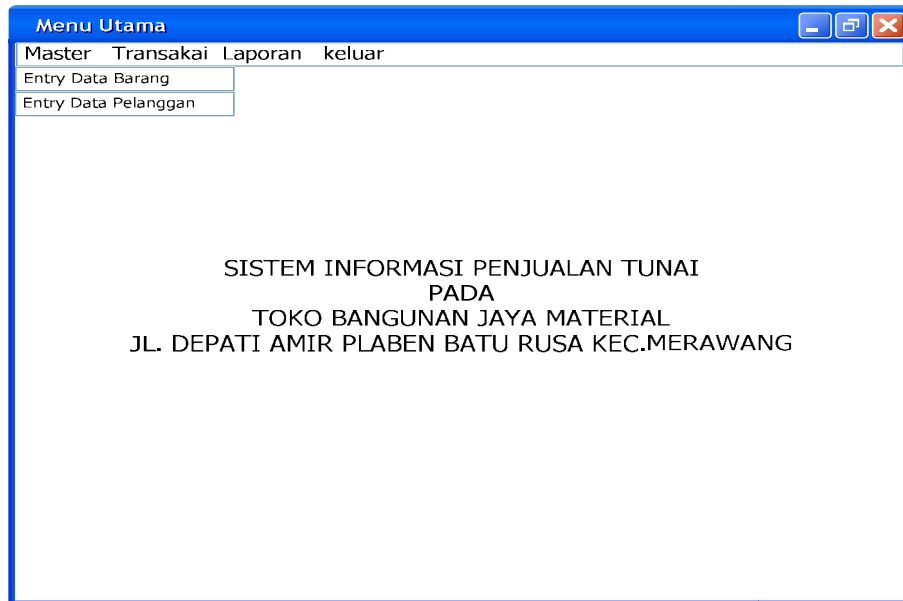 Menu Utama
Master Transakai Laporan keluar
Entry Data Barang
Entry Data Pelanggan
SISTEM INFORMASI PENJUALAN TUNAI
PADA
TOKO BANGUNAN JAYA MATERIAL
JL. DEPATI AMIR PLABEN BATU RUSA KEC.MERAWANG